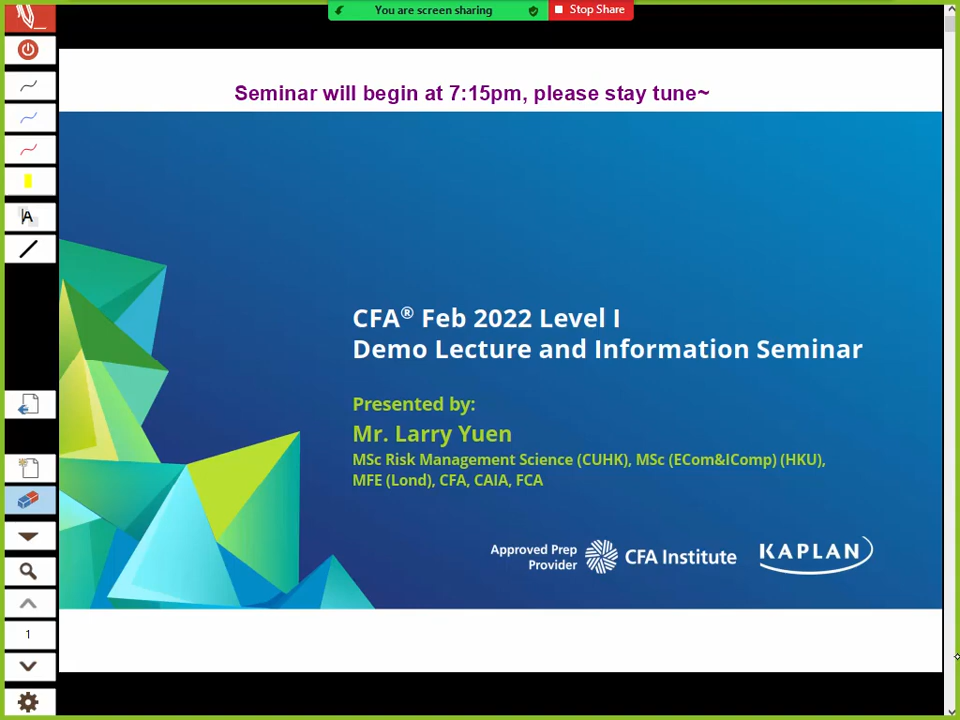 You are screen sharing
Stop Share
Seminar will begin at 7:15pm, please stay tune~
CFA® Feb 2022 Level I
Demo Lecture and Information Seminar
Presented by:
Mr. Larry Yuen
MSc Risk Management Science (CUHK), MSc (ECom&IComp) (HKU),
MFE (Lond), CFA, CAIA, FCA
Approved Prep
Provider
CFA Institute
KAPLAN
A
1